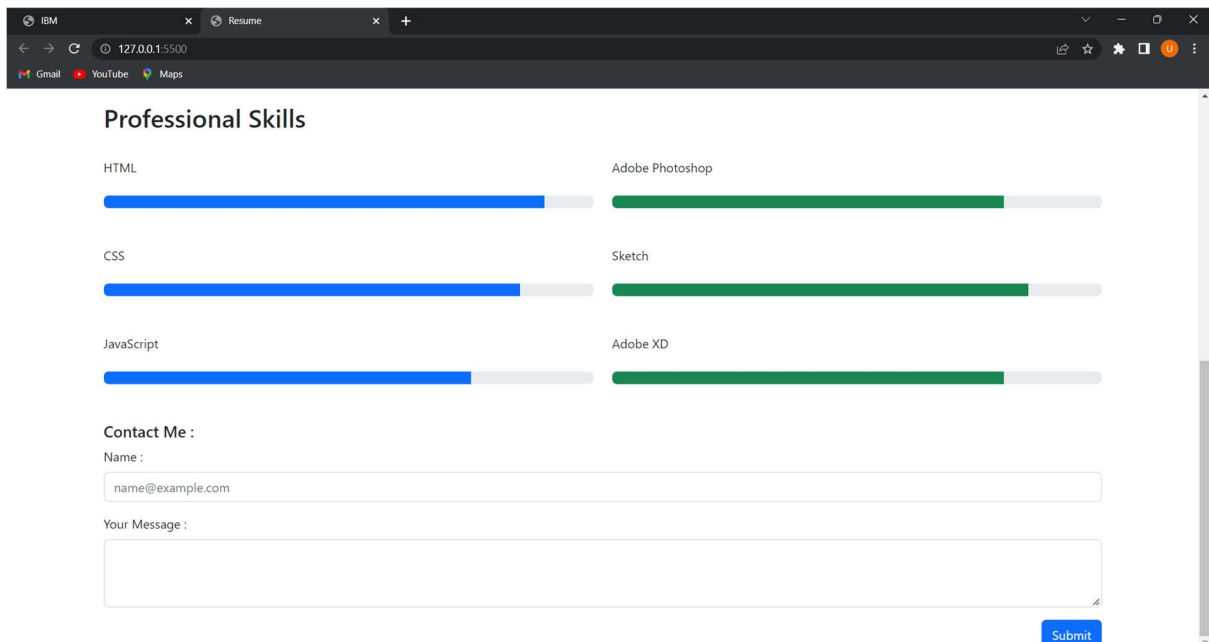 IBM
Resume
127.0.0.1:5500
U
Gmail YouTube Maps
Professional Skills
HTML
Adobe Photoshop
CSS
Sketch
JavaScript
Adobe XD
Contact Me :
Name :
name@example.com
Your Message :
Submit